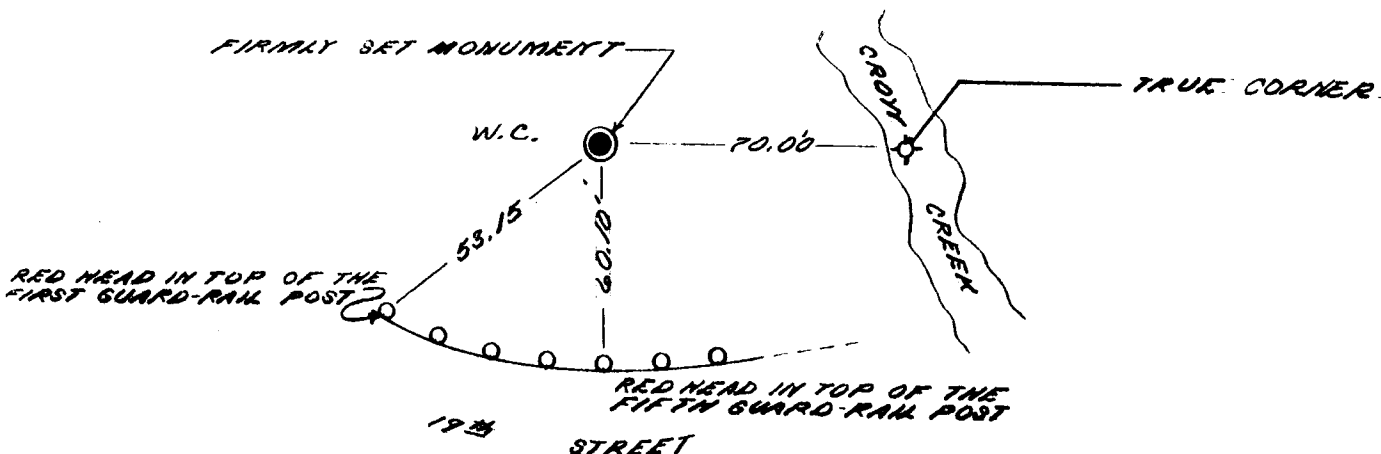 FIRMLY SET MONUMENT
CROW
CREEK
TRUE CORNER
W.C.
70.00'
53.15
60.10'
RED HEAD IN TOP OF THE
FIRST GUARD-RAIL POST
RED HEAD IN TOP OF THE
FIFTH GUARD-RAIL POST
STREET